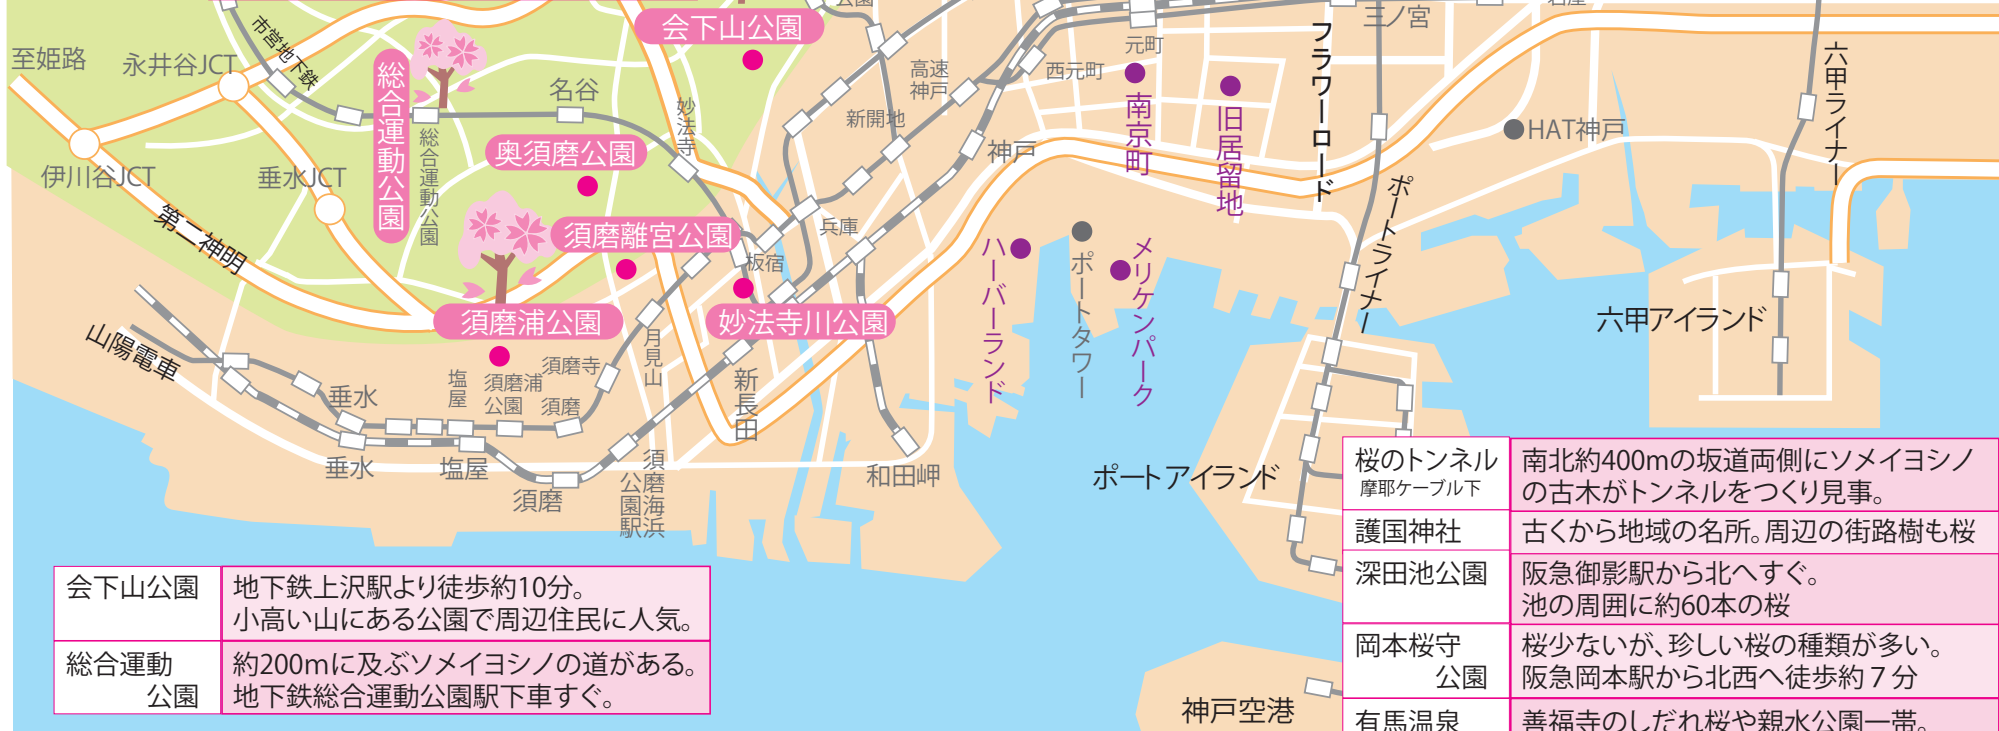 会下山公園
三ノ宮
至姫路
永井谷JCT
市営地下鉄
総合運動公園
総合運動公園
名谷
妙法寺
奥須磨公園
伊川谷JCT
垂水JCT
第二神明
須磨離宮公園
板宿
須磨浦公園
妙法寺川公園
高速
神戸
新開地
西元町
元町
神戸
兵庫
南京町
旧居留地
フラワーロード
ポートライナー
HAT神戸
六甲ライナー
六甲アイランド
ハーバーランド
ポートタワー
メリケンパーク
山陽電車
垂水
塩屋
須磨浦
公園
須磨寺
須磨
月見山
新長田
垂水
塩屋
須磨
須磨海浜
公園駅
和田岬
ポートアイランド
神戸空港
会下山公園
地下鉄上沢駅より徒歩約10分。
小高い山にある公園で周辺住民に人気。
総合運動
公園
約200mに及ぶソメイヨシノの道がある。
地下鉄総合運動公園駅下車すぐ。
桜のトンネル
摩耶ケーブル下
南北約400mの坂道両側にソメイヨシノ
の古木がトンネルをつくり見事。
護国神社
古くから地域の名所。周辺の街路樹も桜
深田池公園
阪急御影駅から北へすぐ。
池の周囲に約60本の桜
岡本桜守
公園
桜少ないが、珍しい桜の種類が多い。
阪急岡本駅から北西へ徒歩約７分
有馬温泉
善福寺のしだれ桜や親水公園一帯。